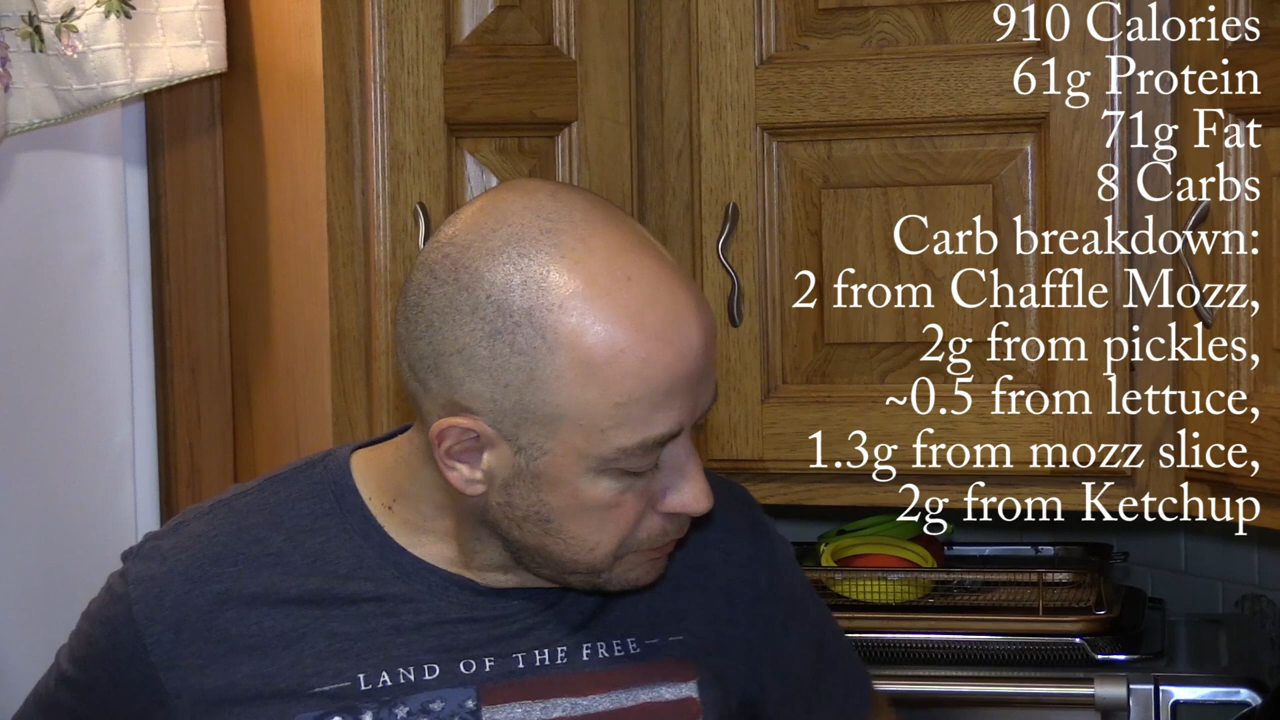 910 Calories
61g Protein
71g Fat
8 Carbs
Carb breakdown:
2 from Chaffle Mozz,
2g from pickles,
~0.5 from lettuce,
1.3g from mozz slice,
2g from Ketchup
LAND OF THE FREE